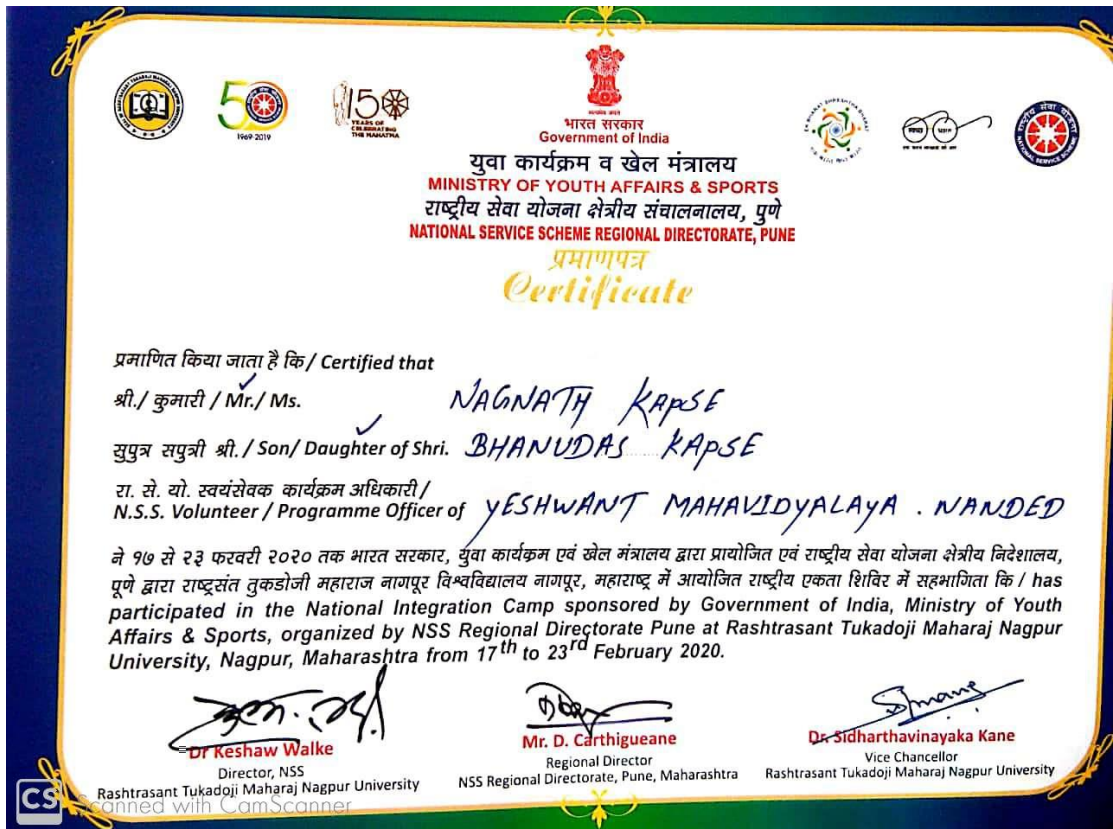 1969-2019
150
YEARS OF
CELEBRATING
THE MAHATMA
भारत सरकार
Government of India
युवा कार्यक्रम व खेल मंत्रालय
MINISTRY OF YOUTH AFFAIRS & SPORTS
राष्ट्रीय सेवा योजना क्षेत्रीय संचालनालय, पुणे
NATIONAL SERVICE SCHEME REGIONAL DIRECTORATE, PUNE
प्रमाणपत्र
Certificate
प्रमाणित किया जाता है कि / Certified that
श्री./ कुमारी / Mr./ Ms. NAGNATH KAPSE
सुपुत्र सपुत्री श्री. / Son/ Daughter of Shri. BHANUDAS KAPSE
रा. से. यो. स्वयंसेवक कार्यक्रम अधिकारी /
N.S.S. Volunteer / Programme Officer of YESHWANT MAHAVIDYALAYA . NANDED
ने १७ से २३ फरवरी २०२० तक भारत सरकार, युवा कार्यक्रम एवं खेल मंत्रालय द्वारा प्रायोजित एवं राष्ट्रीय सेवा योजना क्षेत्रीय निदेशालय,
पूणे द्वारा राष्ट्रसंत तुकडोजी महाराज नागपूर विश्वविद्यालय नागपूर, महाराष्ट्र में आयोजित राष्ट्रीय एकता शिविर में सहभागिता कि / has
participated in the National Integration Camp sponsored by Government of India, Ministry of Youth
Affairs & Sports, organized by NSS Regional Directorate Pune at Rashtrasant Tukadoji Maharaj Nagpur
University, Nagpur, Maharashtra from 17th to 23rd February 2020.
Dr Keshaw Walke
Director, NSS
Rashtrasant Tukadoji Maharaj Nagpur University
Mr. D. Carthigueane
Regional Director
NSS Regional Directorate, Pune, Maharashtra
Dr. Sidharthavinayaka Kane
Vice Chancellor
Rashtrasant Tukadoji Maharaj Nagpur University
CS Scanned with CamScanner